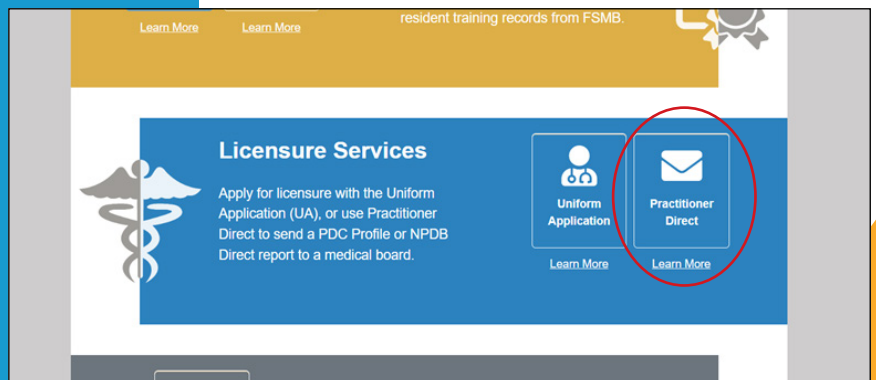 resident training records from FSMB.
Learn More
Learn More
Licensure Services
Apply for licensure with the Uniform
Application (UA), or use Practitioner
Direct to send a PDC Profile or NPDB
Direct report to a medical board.
Uniform
Application
Learn More
Practitioner
Direct
Learn More